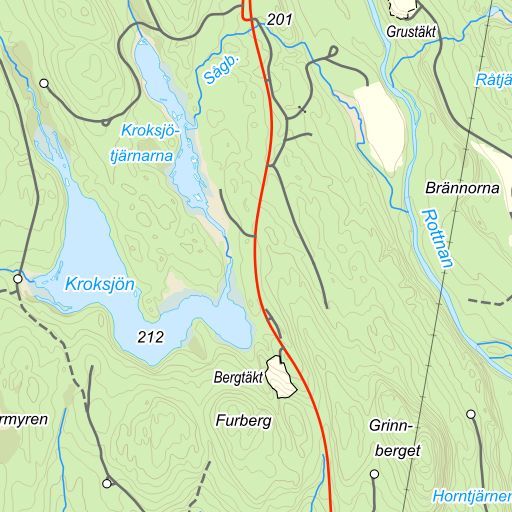 201
Grustäkt
Sågb.
Råtjä
Kroksjö-
tjärnarna
Brännorna
Rottnan
Kroksjön
212
Bergtäkt
rmyren
Furberg
Grinn-
berget
Horntjärnen